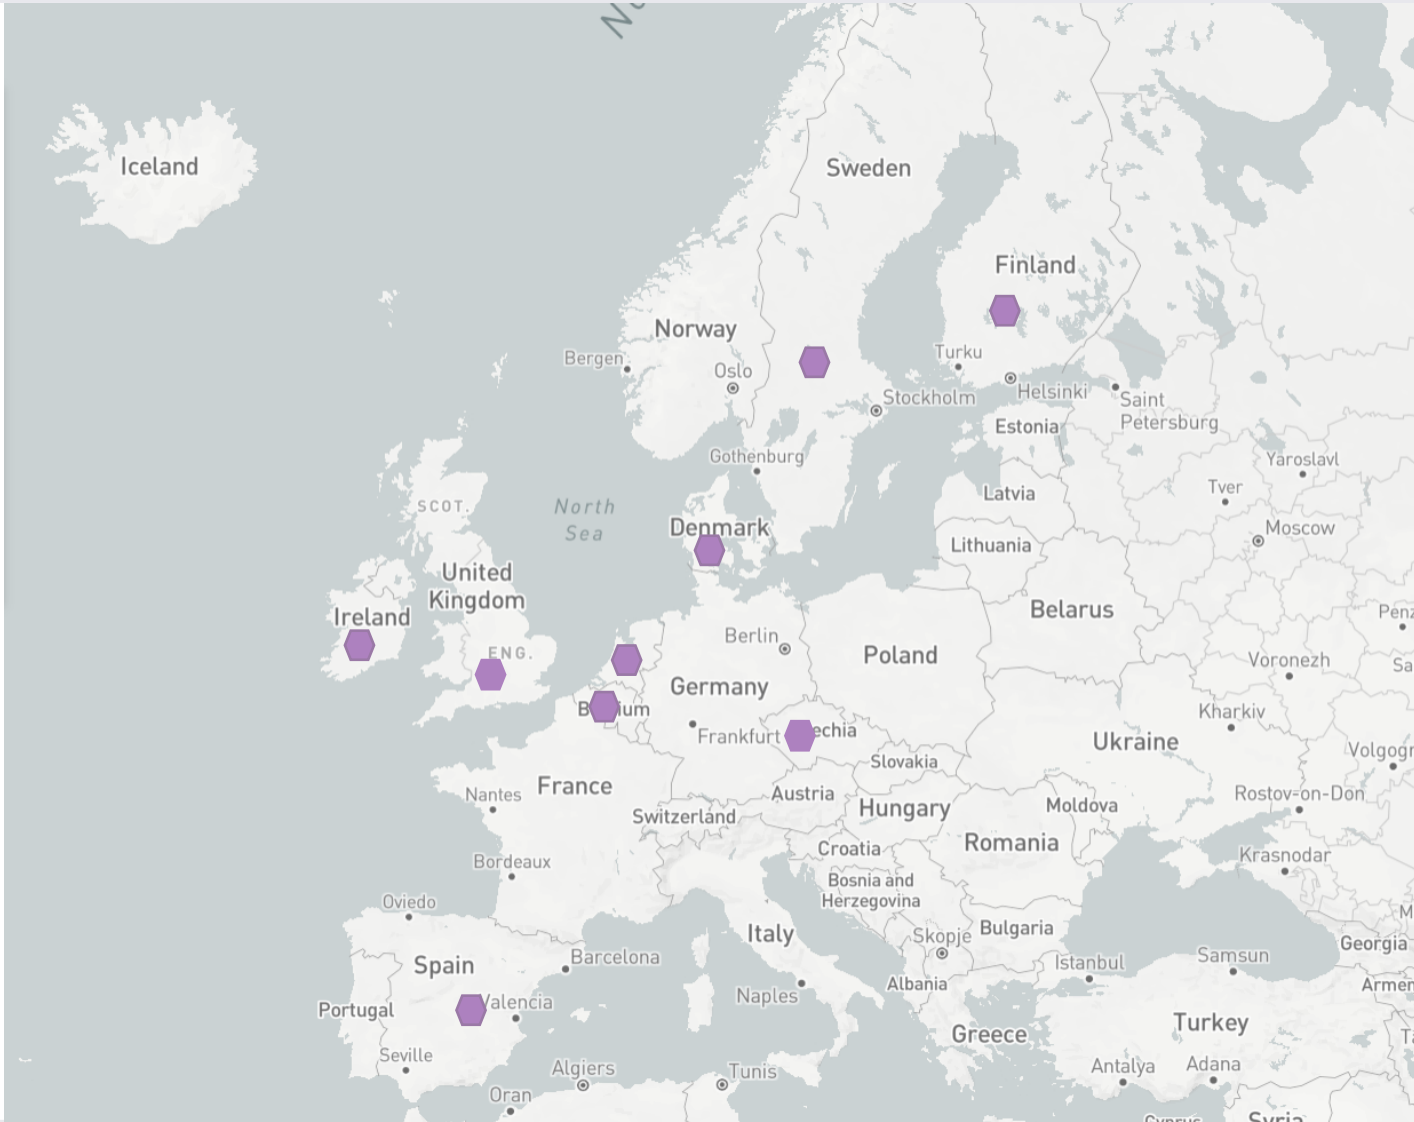 Iceland
Sweden
Finland
Norway
Bergen
Oslo
Turku
Helsinki
Stockholm
Saint
Petersburg
Estonia
Gothenburg
Yaroslavl
Tver
Latvia
SCOT.
North
Sea
Denmark
Moscow
Lithuania
United
Kingdom
Belarus
Ireland
Berlin
ENG.
Poland
Voronezh
Germany
Kharkiv
Frankfurt
Ukraine
Slovakia
France
Nantes
Austria
Hungary
Moldova
Rostov-on-Don
Switzerland
Croatia
Romania
Krasnodar
Bordeaux
Bosnia and
Herzegovina
Oviedo
Italy
Skopje
Bulgaria
Georgia
Spain
Barcelona
Istanbul
Samsun
Albania
Naples
Portugal
Greece
Turkey
Seville
Algiers
Tunis
Antalya
Adana
Oran